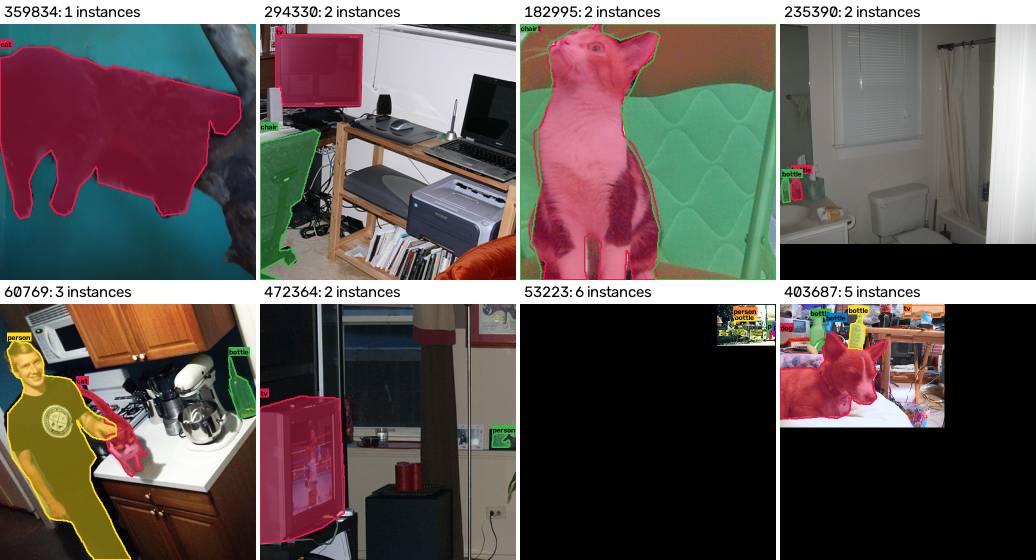 359834: 1 instances
294330: 2 instances
182995: 2 instances
235390: 2 instances
cat
tv
chair
chair
bottle
60769: 3 instances
472364: 2 instances
53223: 6 instances
403687: 5 instances
person
cat
bottle
tv
person
person
bottle
dog
bottle
bottle
tv